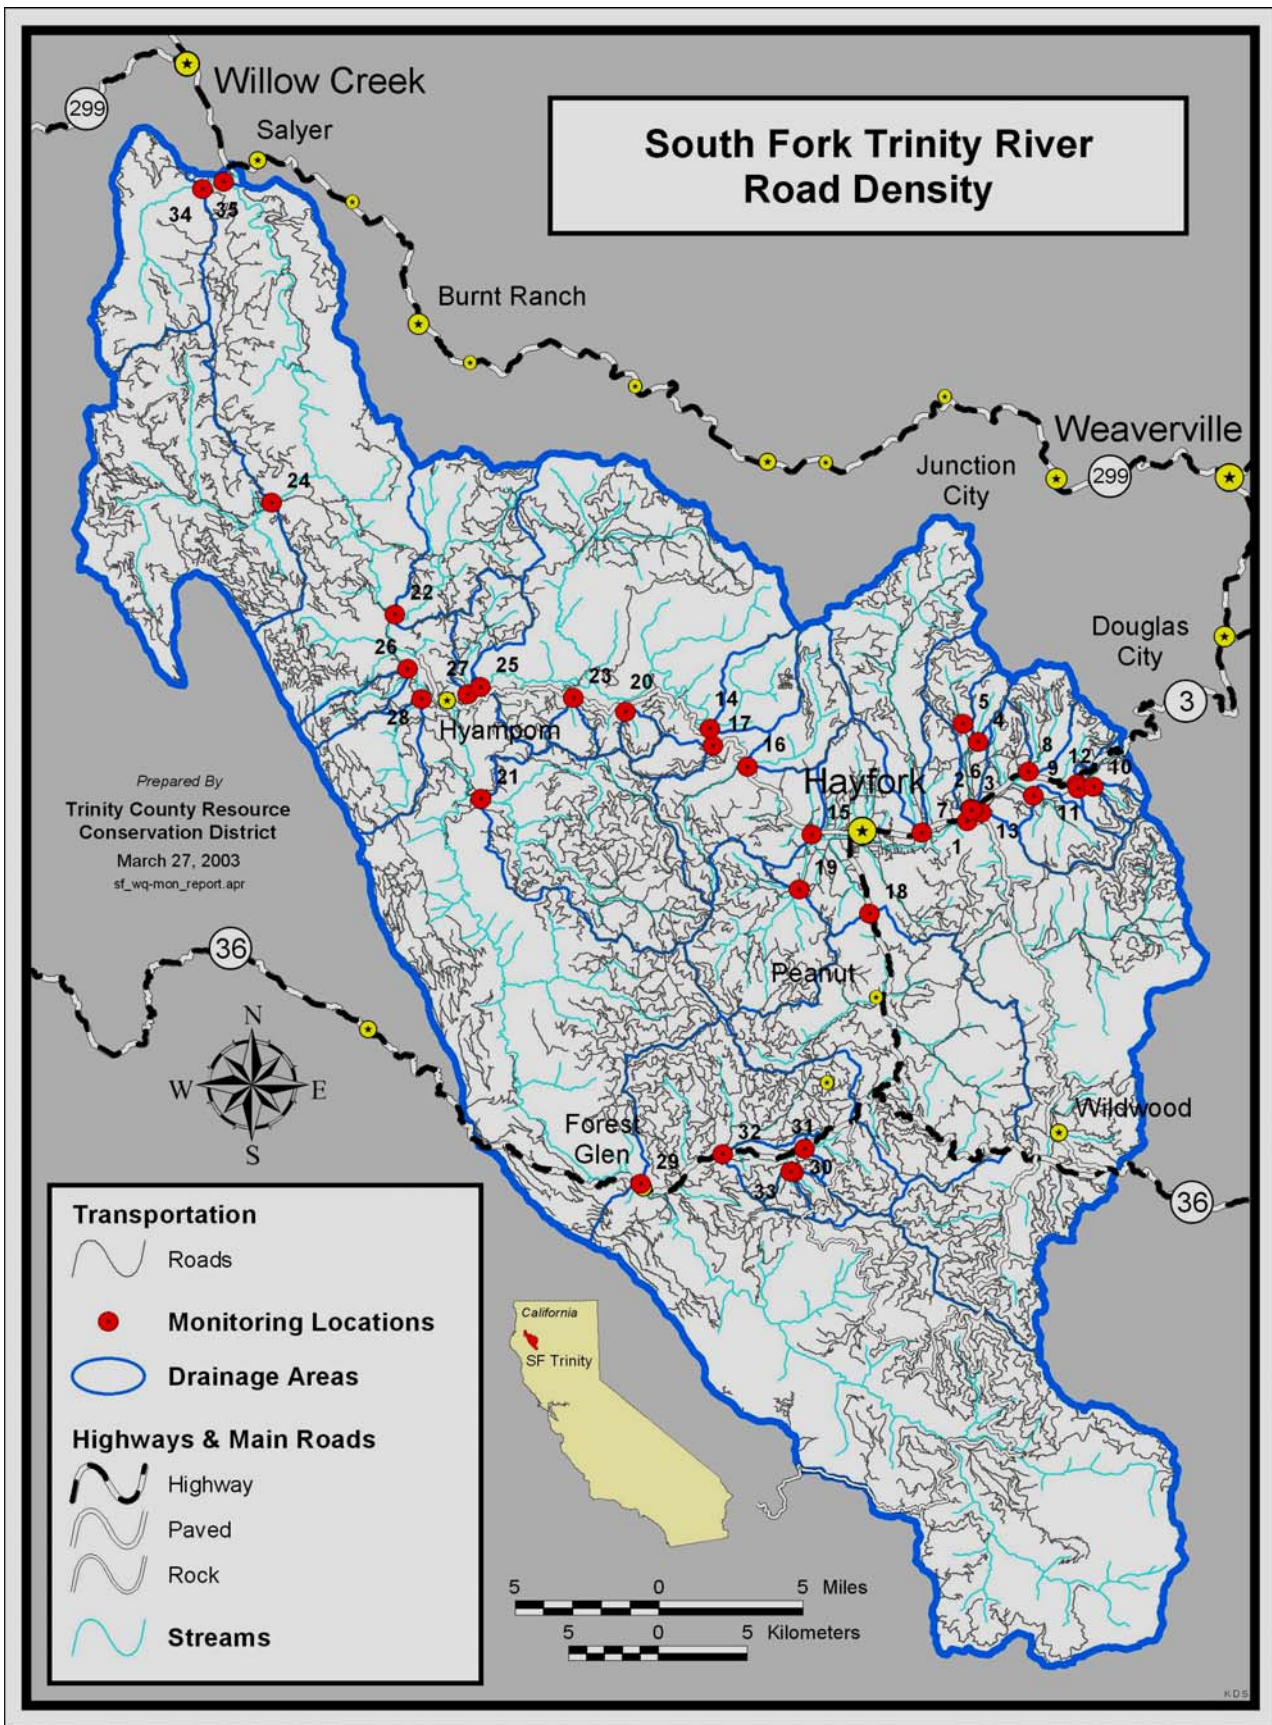 Willow Creek
299
Salyer
South Fork Trinity River
Road Density
34
35
Burnt Ranch
Weaverville
Junction
City
299
24
22
Douglas
City
26
27
25
23
20
14
17
16
5
4
3
8
9
12
10
28
Hyampom
21
Hayfork
2
6
3
7
15
1
13
11
Prepared By
Trinity County Resource
Conservation District
March 27, 2003
sf_wq-mon_report.apr
19
18
36
Peanut
N
W
E
S
Wildwood
Forest
Glen
32
31
29
30
33
36
Transportation
Roads
Monitoring Locations
Drainage Areas
Highways & Main Roads
Highway
Paved
Rock
Streams
California
SF Trinity
5 0 5 Miles
5 0 5 Kilometers
KDS